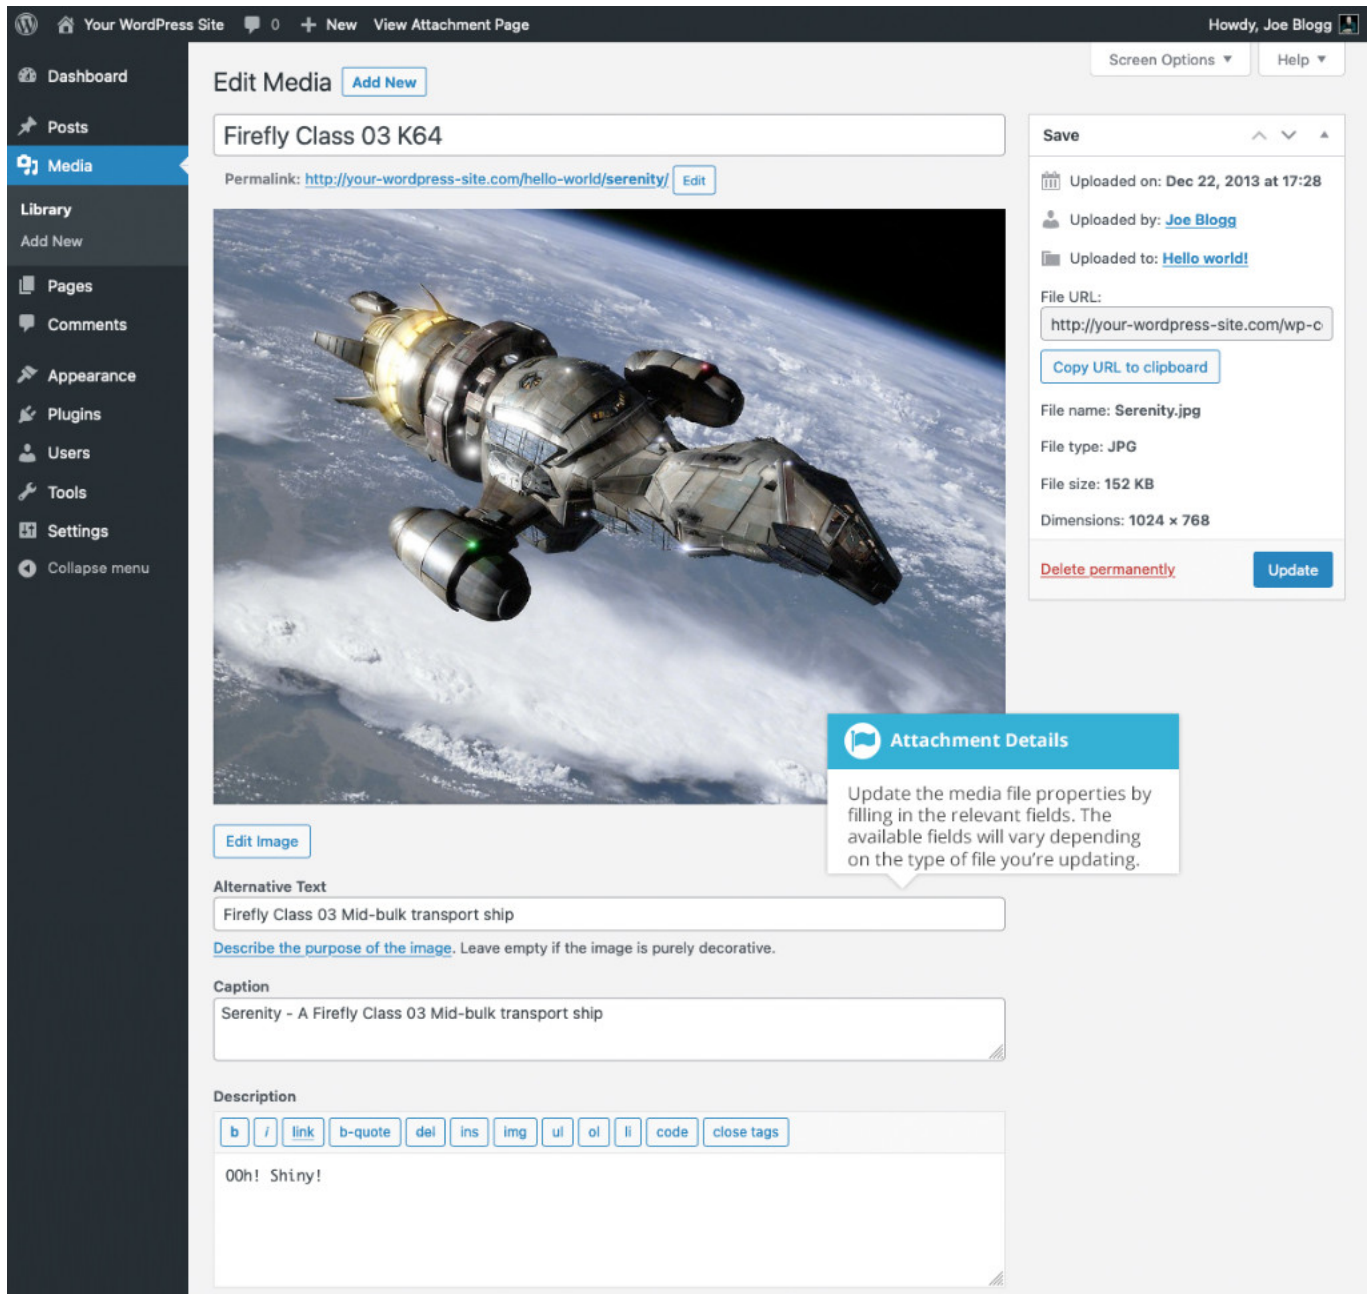 Your WordPress Site 0 New View Attachment Page Howdy, Joe Blogg
Screen Options Help
Dashboard
Posts
Media
Library
Add New
Pages
Comments
Appearance
Plugins
Users
Tools
Settings
Collapse menu
Edit Media Add New
Firefly Class 03 K64
Permalink: http://your-wordpress-site.com/hello-world/serenity/ Edit
Edit Image
Attachment Details
Update the media file properties by
filling in the relevant fields. The
available fields will vary depending
on the type of file you're updating.
Alternative Text
Firefly Class 03 Mid-bulk transport ship
Describe the purpose of the image. Leave empty if the image is purely decorative.
Caption
Serenity - A Firefly Class 03 Mid-bulk transport ship
Description
b i link b-quote del ins img ul ol li code close tags
OOh! Shiny!
Save
Uploaded on: Dec 22, 2013 at 17:28
Uploaded by: Joe Blogg
Uploaded to: Hello world!
File URL:
http://your-wordpress-site.com/wp-c
Copy URL to clipboard
File name: Serenity.jpg
File type: JPG
File size: 152 KB
Dimensions: 1024 × 768
Delete permanently Update